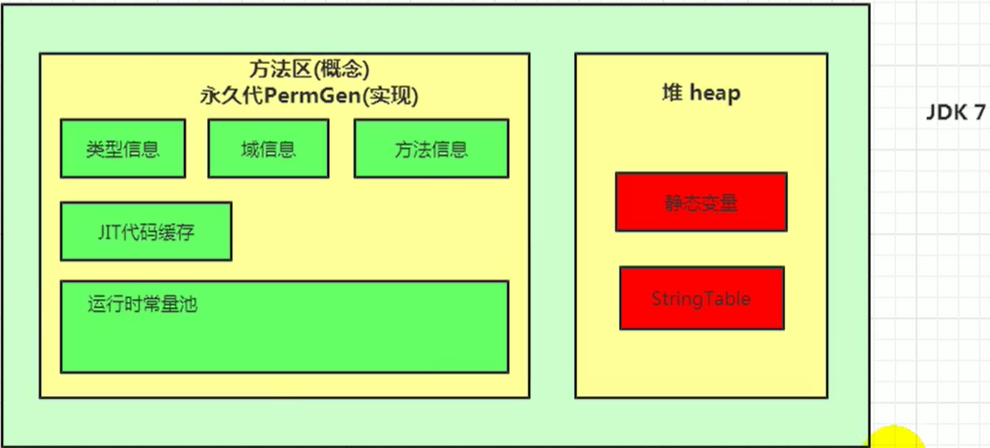 方法区(概念)
永久代PermGen(实现)
类型信息
域信息
方法信息
JIT代码缓存
运行时常量池
堆 heap
静态变量
StringTable
JDK 7